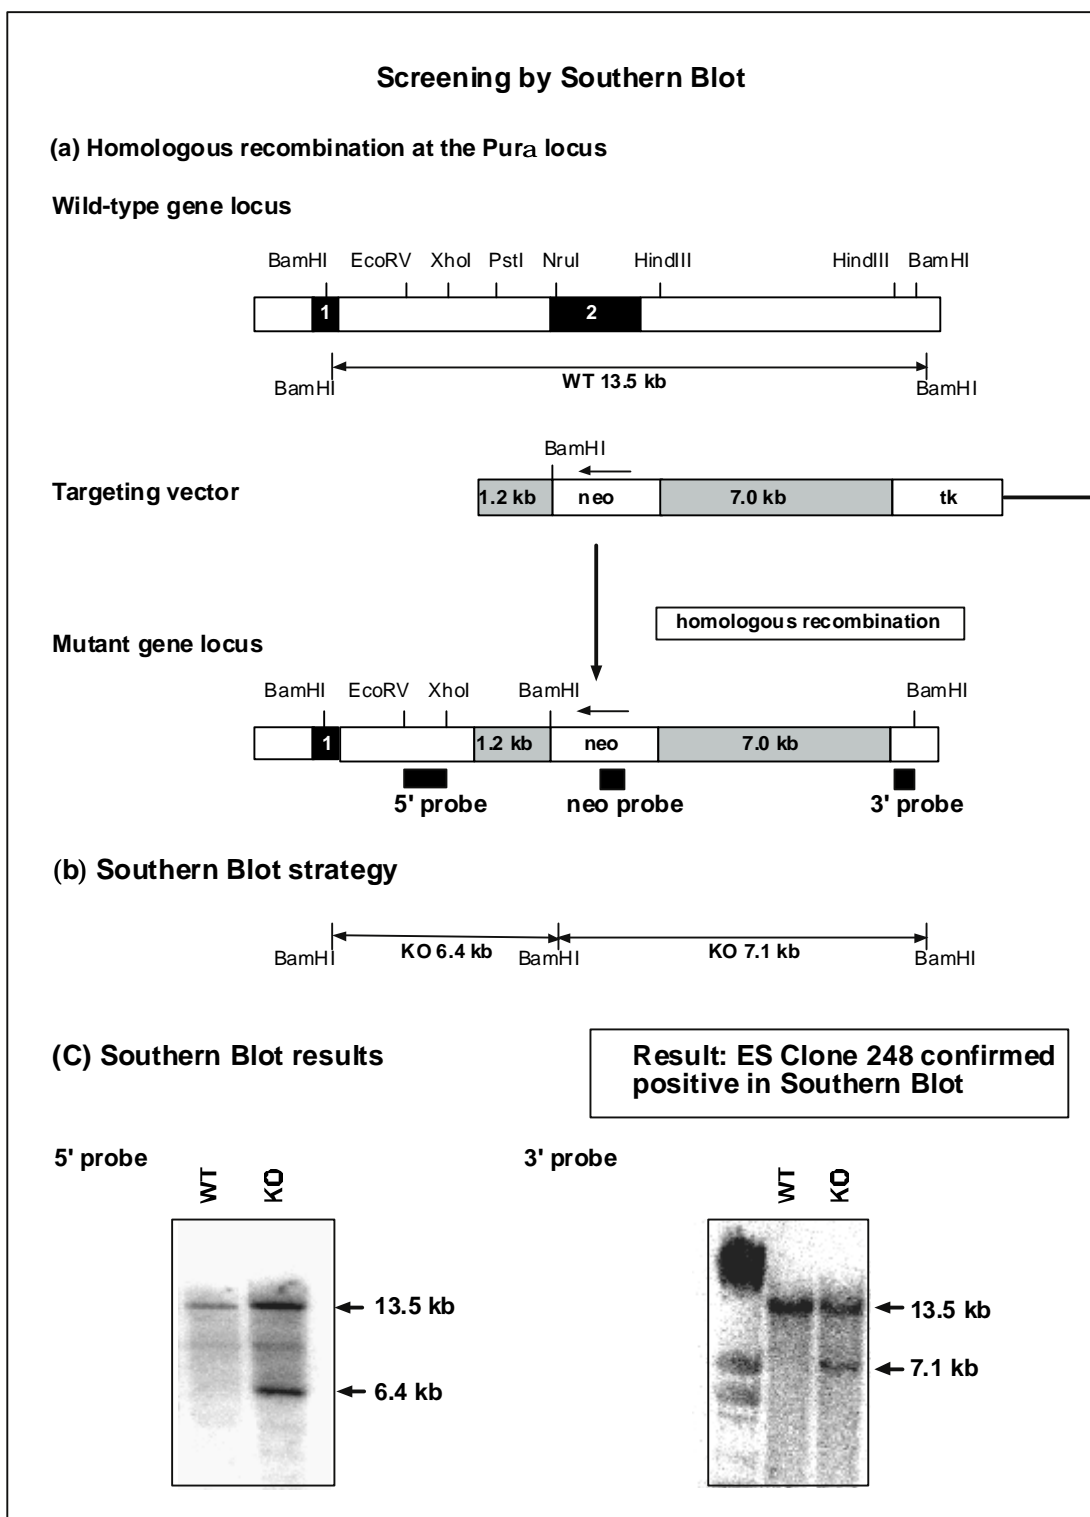 Screening by Southern Blot
(a) Homologous recombination at the Pura locus
Wild-type gene locus
BamHI EcoRV XhoI PstI NruI HindIII HindIII BamHI
1 2
WT 13.5 kb
BamHI BamHI
BamHI
Targeting vector
1.2 kb neo 7.0 kb tk
homologous recombination
Mutant gene locus
BamHI EcoRV XhoI BamHI BamHI
1 1.2 kb neo 7.0 kb
5' probe neo probe 3' probe
(b) Southern Blot strategy
BamHI KO 6.4 kb BamHI KO 7.1 kb BamHI
(C) Southern Blot results
Result: ES Clone 248 confirmed
positive in Southern Blot
5' probe
WT KO
13.5 kb
6.4 kb
3' probe
WT KO
13.5 kb
7.1 kb